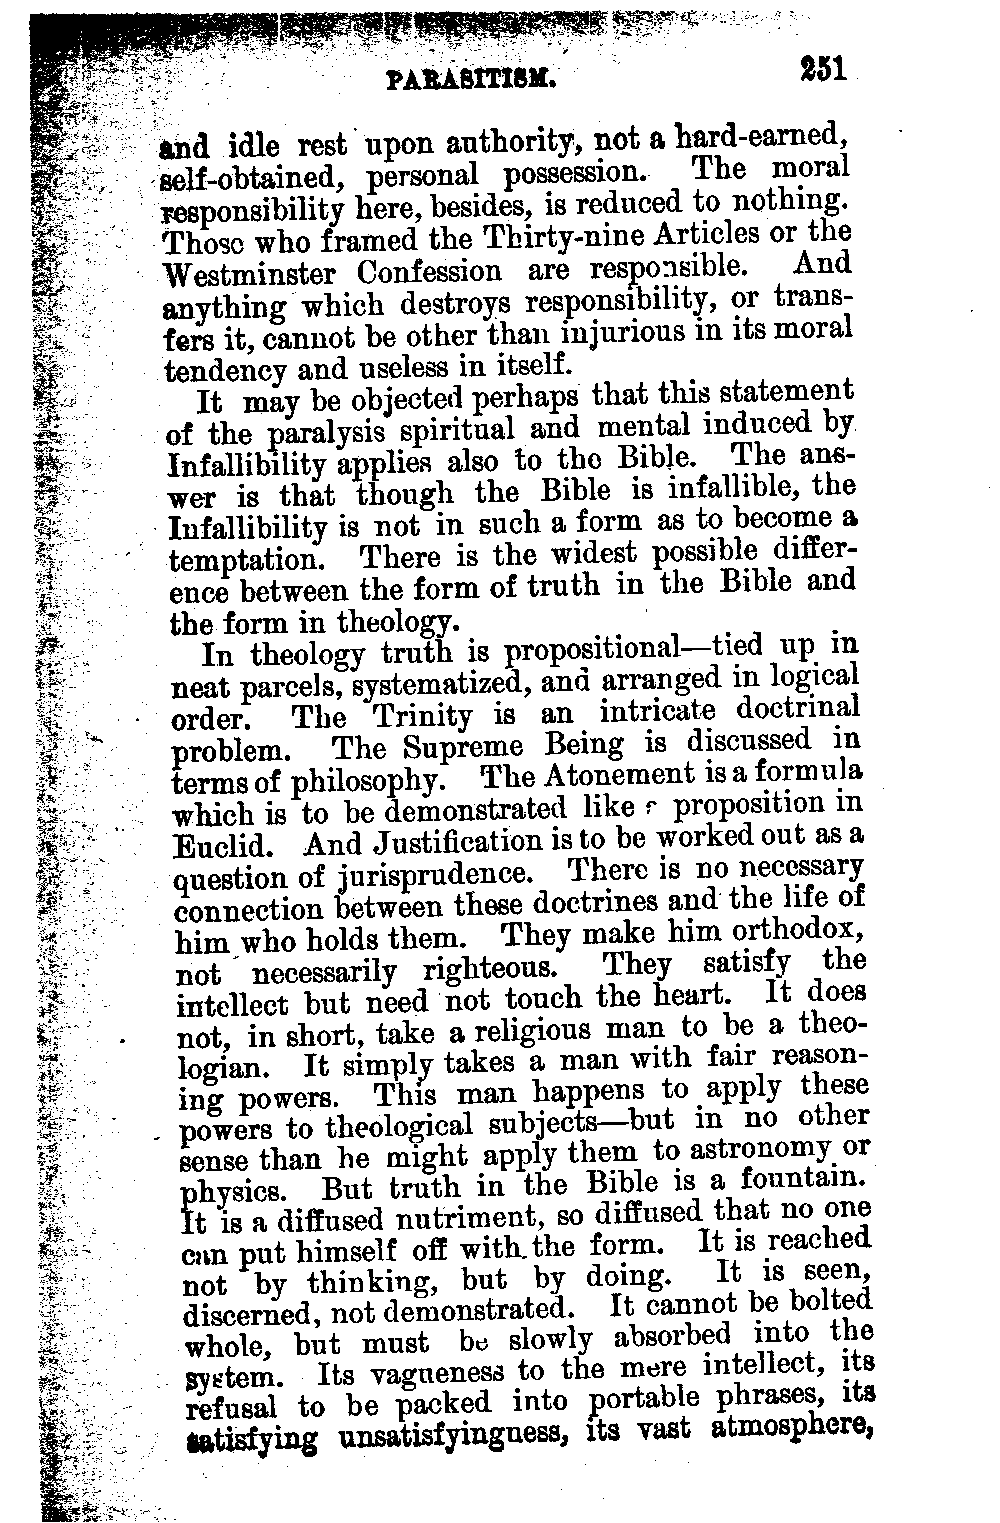 PARASITISM. 251
and idle rest upon authority, not a hard-earned,
self-obtained, personal possession. The moral
responsibility here, besides, is reduced to nothing.
Those who framed the Thirty-nine Articles or the
Westminster Confession are responsible. And
anything which destroys responsibility, or trans-
fers it, cannot be other than injurious in its moral
tendency and useless in itself.
It may be objected perhaps that this statement
of the paralysis spiritual and mental induced by
Infallibility applies also to the Bible. The ans-
wer is that though the Bible is infallible, the
Infallibility is not in such a form as to become a
temptation. There is the widest possible differ-
ence between the form of truth in the Bible and
the form in theology.
In theology truth is propositional—tied up in
neat parcels, systematized, and arranged in logical
order. The Trinity is an intricate doctrinal
problem. The Supreme Being is discussed in
terms of philosophy. The Atonement is a formula
which is to be demonstrated like a proposition in
Euclid. And Justification is to be worked out as a
question of jurisprudence. There is no necessary
connection between these doctrines and the life of
him who holds them. They make him orthodox,
not necessarily righteous. They satisfy the
intellect but need not touch the heart. It does
not, in short, take a religious man to be a theo-
logian. It simply takes a man with fair reason-
ing powers. This man happens to apply these
powers to theological subjects—but in no other
sense than he might apply them to astronomy or
physics. But truth in the Bible is a fountain.
It is a diffused nutriment, so diffused that no one
can put himself off with the form. It is reached
not by thinking, but by doing. It is seen,
discerned, not demonstrated. It cannot be bolted
whole, but must be slowly absorbed into the
system. Its vagueness to the mere intellect, its
refusal to be packed into portable phrases, its
satisfying unsatisfyingness, its vast atmosphere,